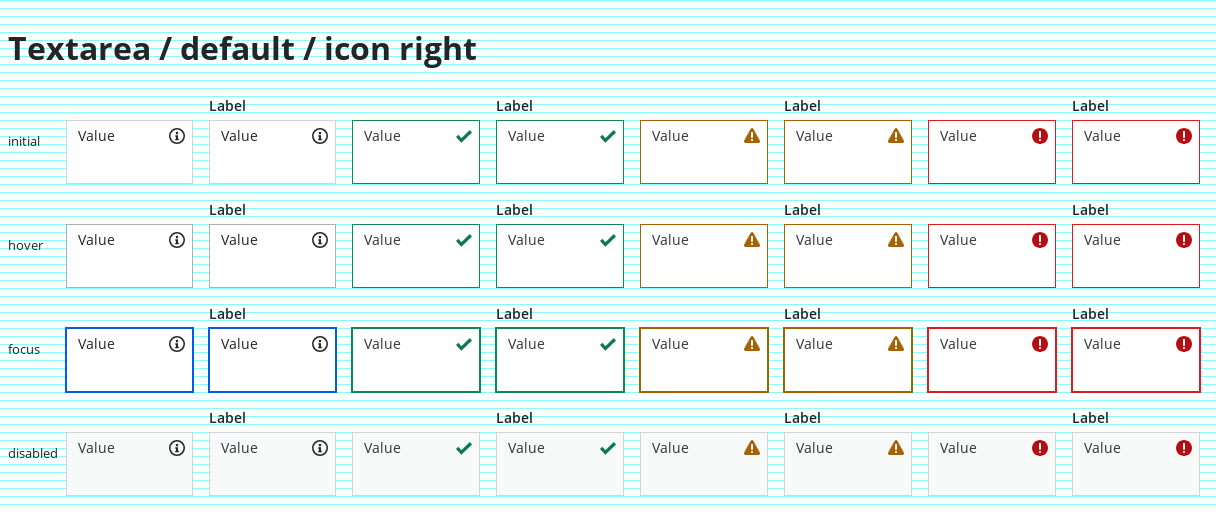 Textarea / default / icon right
Label Label Label Label
initial Value Value Value Value Value Value Value Value
Label Label Label Label
hover Value Value Value Value Value Value Value Value
Label Label Label Label
focus Value Value Value Value Value Value Value Value
Label Label Label Label
disabled Value Value Value Value Value Value Value Value